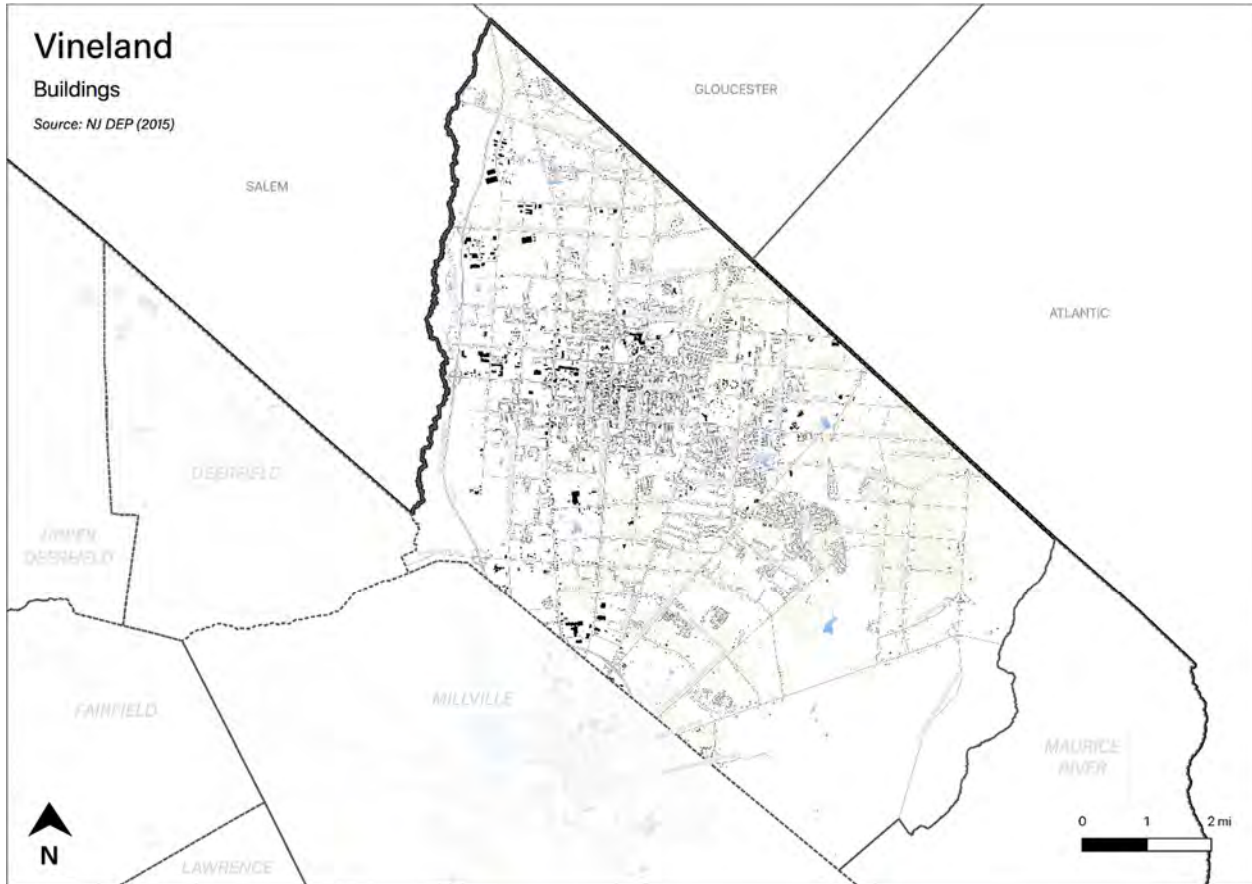 Vineland
Buildings
Source: NJ DEP (2015)
GLOUCESTER
SALEM
ATLANTIC
DEERFIELD
UPPER
DEERFIELD
FAIRFIELD
MILLVILLE
MAURICE
RIVER
LAWRENCE
0 1 2 mi
N